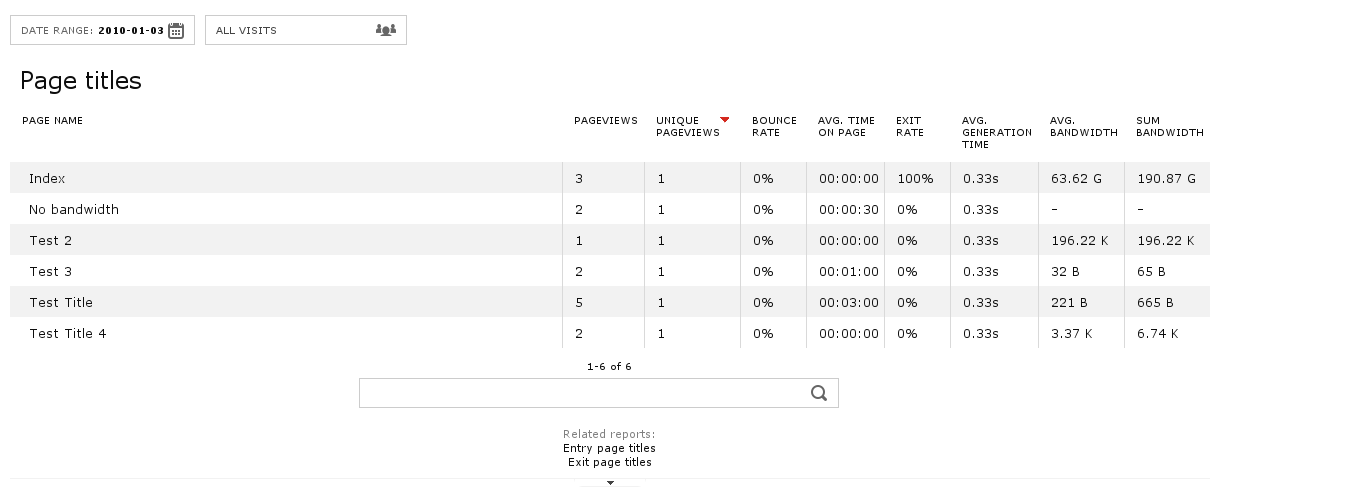 DATE RANGE: 2010-01-03 ALL VISITS
Page titles
PAGE NAME PAGEVIEWS UNIQUE PAGEVIEWS BOUNCE RATE AVG. TIME ON PAGE EXIT RATE AVG. GENERATION TIME AVG. BANDWIDTH SUM BANDWIDTH
Index 3 1 0% 00:00:00 100% 0.33s 63.62 G 190.87 G
No bandwidth 2 1 0% 00:00:30 0% 0.33s – –
Test 2 1 1 0% 00:00:00 0% 0.33s 196.22 K 196.22 K
Test 3 2 1 0% 00:01:00 0% 0.33s 32 B 65 B
Test Title 5 1 0% 00:03:00 0% 0.33s 221 B 665 B
Test Title 4 2 1 0% 00:00:00 0% 0.33s 3.37 K 6.74 K
1-6 of 6
Related reports:
Entry page titles
Exit page titles